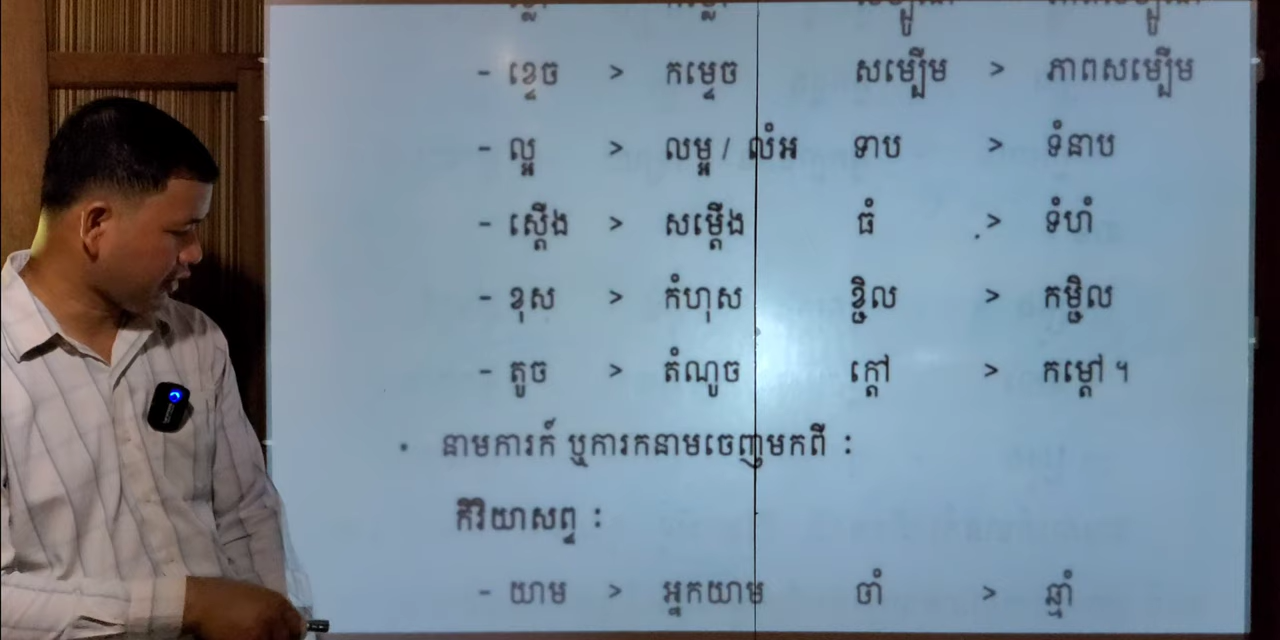 - ខ្ទេច > កម្ទេច សម្បើម > ភាពសម្បើម
- ល្អ > លម្អ / លំអ ទាប > ទំនាប
- ស្ដើង > សម្ដើង ធំ > ទំហំ
- ខុស > កំហុស ខ្ជិល > កម្ជិល
- តូច > តំណូច ក្ដៅ > កម្ដៅ ។
• នាមការក៍ ឬការកនាមចេញមកពី ៖
កិរិយាសព្ទ ៖
- យាម > អ្នកយាម ចាំ > ឆ្មាំ